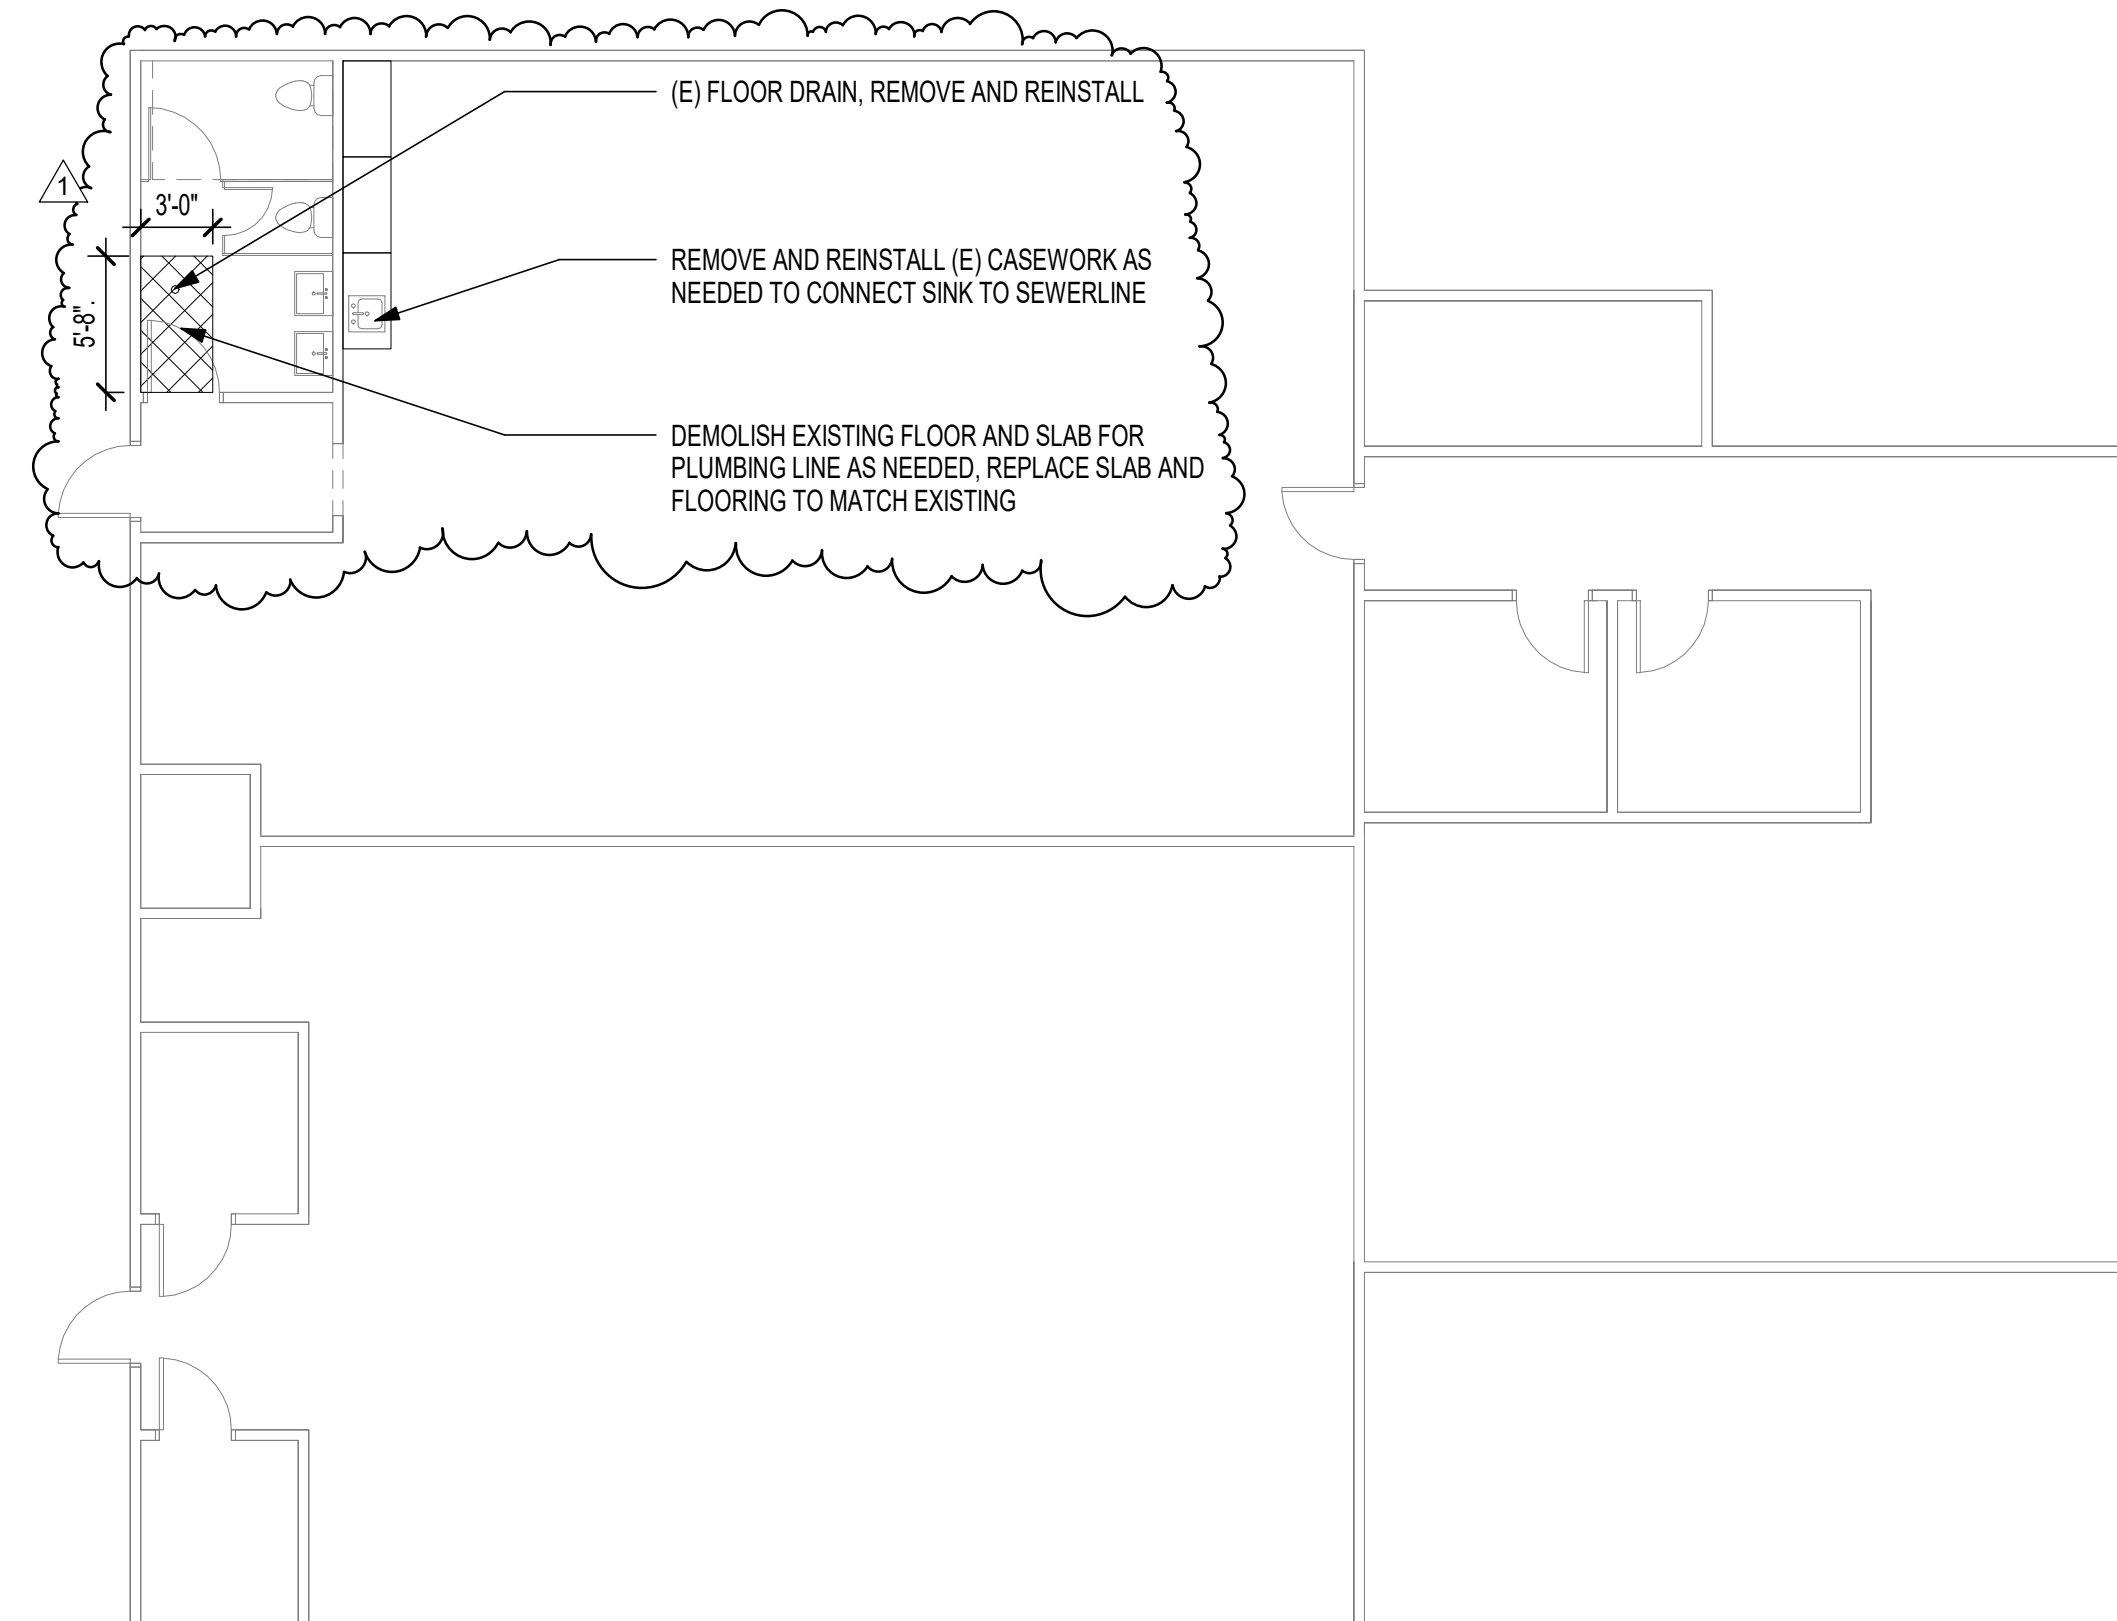 (E) FLOOR DRAIN, REMOVE AND REINSTALL
1
3'-0"
5'-8".
REMOVE AND REINSTALL (E) CASEWORK AS
NEEDED TO CONNECT SINK TO SEWERLINE
DEMOLISH EXISTING FLOOR AND SLAB FOR
PLUMBING LINE AS NEEDED, REPLACE SLAB AND
FLOORING TO MATCH EXISTING